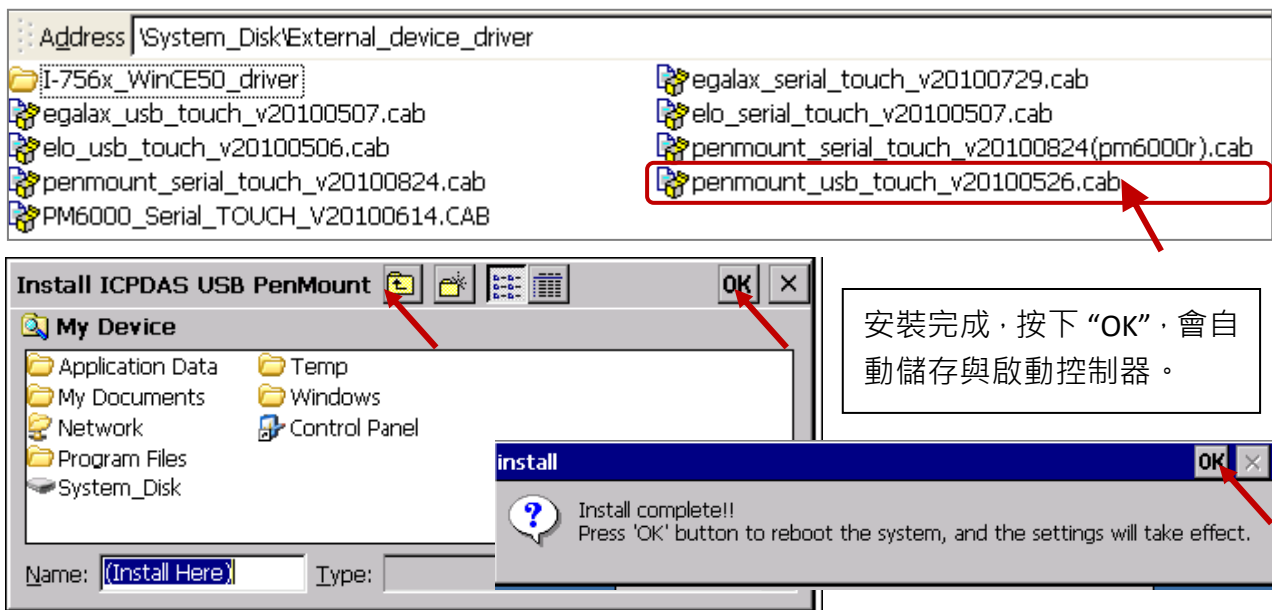 Address \System_Disk\External_device_driver
I-756x_WinCE50_driver
egalax_usb_touch_v20100507.cab
elo_usb_touch_v20100506.cab
penmount_serial_touch_v20100824.cab
PM6000_Serial_TOUCH_V20100614.CAB
egalax_serial_touch_v20100729.cab
elo_serial_touch_v20100507.cab
penmount_serial_touch_v20100824(pm6000r).cab
penmount_usb_touch_v20100526.cab
Install ICPDAS USB PenMount OK ×
My Device
Application Data
My Documents
Network
Program Files
System_Disk
Temp
Windows
Control Panel
Name: (Install Here) Type:
安裝完成，按下 “OK”，會自
動儲存與啟動控制器。
install OK ×
Install complete!!
Press 'OK' button to reboot the system, and the settings will take effect.